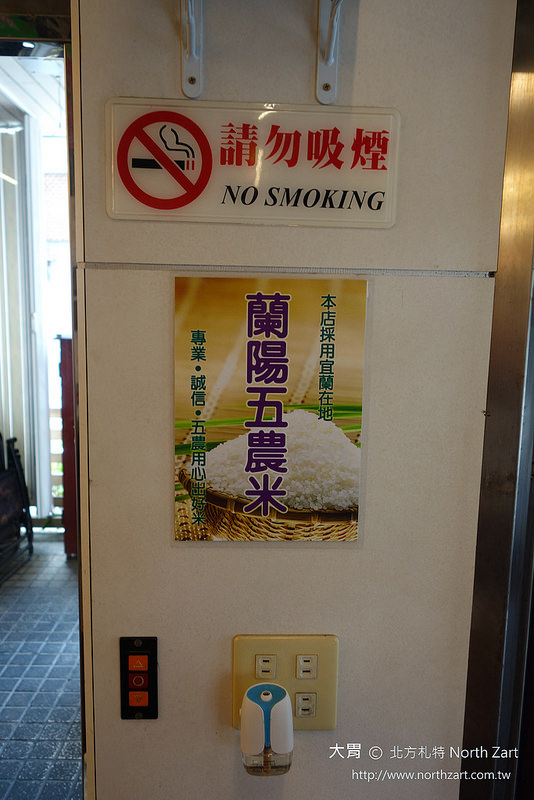 請勿吸煙
NO SMOKING
本店採用宜蘭在地
蘭陽五農米
專業・誠信・五農用心出好米
大胃 © 北方札特 North Zart
http://www.northzart.com.tw